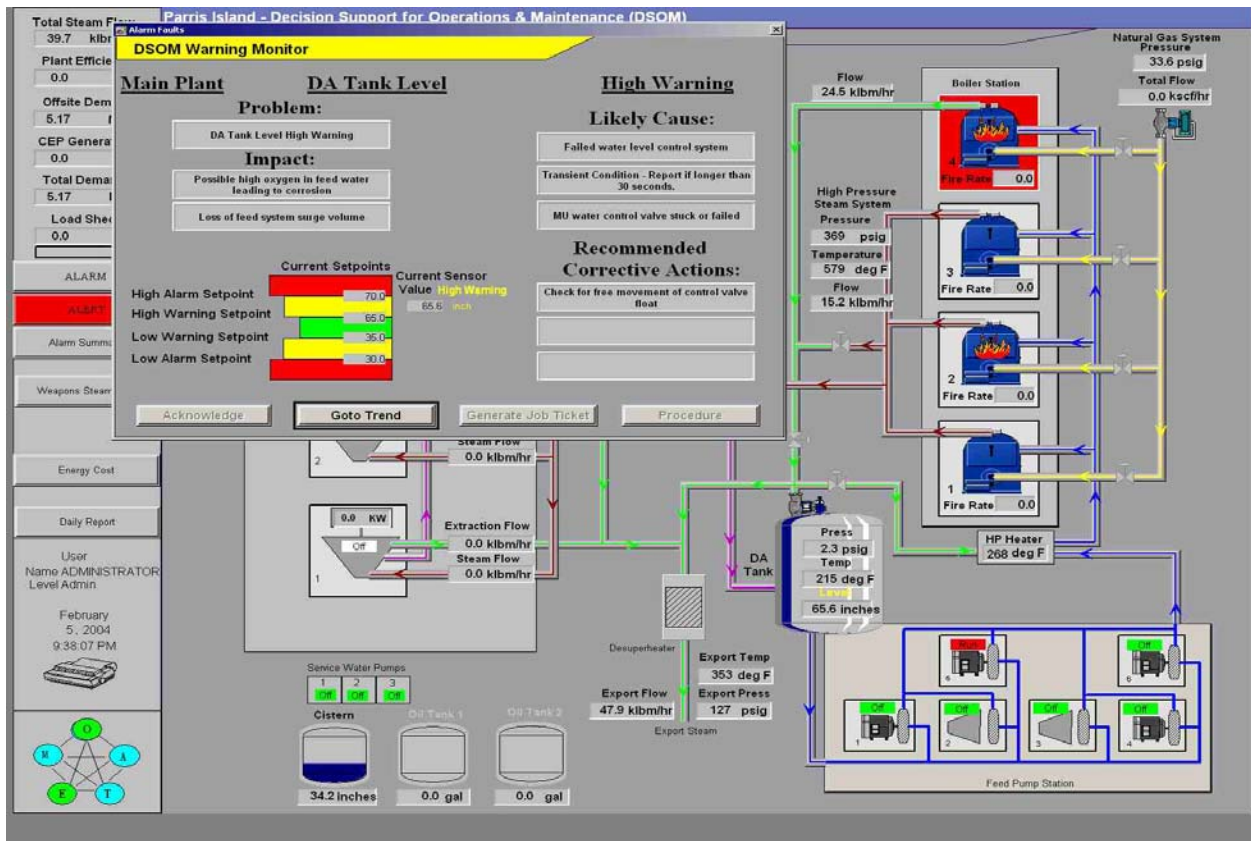 Parris Island - Decision Support for Operations & Maintenance (DSOM)
Total Steam
39.7 klbr
Plant Efficie
0.0
Offsite Dem
5.17
CEP Genera
0.0
Total Dema
5.17
Load She
0.0
ALARM
ALERT
Alarm Summ
Weapons Steam
Energy Cost
Daily Report
User
Name ADMINISTRATOR
Level Admin
February
5, 2004
9:38:07 PM
O
M
A
E
T
Alarm Faults
DSOM Warning Monitor
Main Plant
DA Tank Level
High Warning
Problem:
DA Tank Level High Warning
Impact:
Possible high oxygen in feed water
leading to corrosion
Loss of feed system surge volume
Likely Cause:
Failed water level control system
Transient Condition - Report if longer than
30 seconds.
MU water control valve stuck or failed
Recommended
Corrective Actions:
Check for free movement of control valve
float
Current Setpoints
High Alarm Setpoint 70.0
High Warning Setpoint 65.0
Low Warning Setpoint 35.0
Low Alarm Setpoint 30.0
Current Sensor
Value High Warning
65.6 inch
Acknowledge
Goto Trend
Generate Job Ticket
Procedure
Flow
24.5 klbm/hr
High Pressure
Steam System
Pressure
369 psig
Temperature
579 deg F
Flow
15.2 klbm/hr
Boiler Station
4
Fire Rate 0.0
3
Fire Rate 0.0
2
Fire Rate 0.0
1
Fire Rate 0.0
Natural Gas System
Pressure
33.6 psig
Total Flow
0.0 kscf/hr
Steam Flow
0.0 klbm/hr
2
0.0 KW
Off
1
Extraction Flow
0.0 klbm/hr
Steam Flow
0.0 klbm/hr
Desuperheater
Export Temp
353 deg F
Export Flow
47.9 klbm/hr
Export Press
127 psig
Export Steam
DA
Tank
Press
2.3 psig
Temp
215 deg F
Level
65.6 inches
HP Heater
268 deg F
Service Water Pumps
1 2 3
Off Off Off
Cistern
34.2 inches
Oil Tank 1
0.0 gal
Oil Tank 2
0.0 gal
Run
Off
6
Off
1
Off
2
Off
3
Off
4
Feed Pump Station